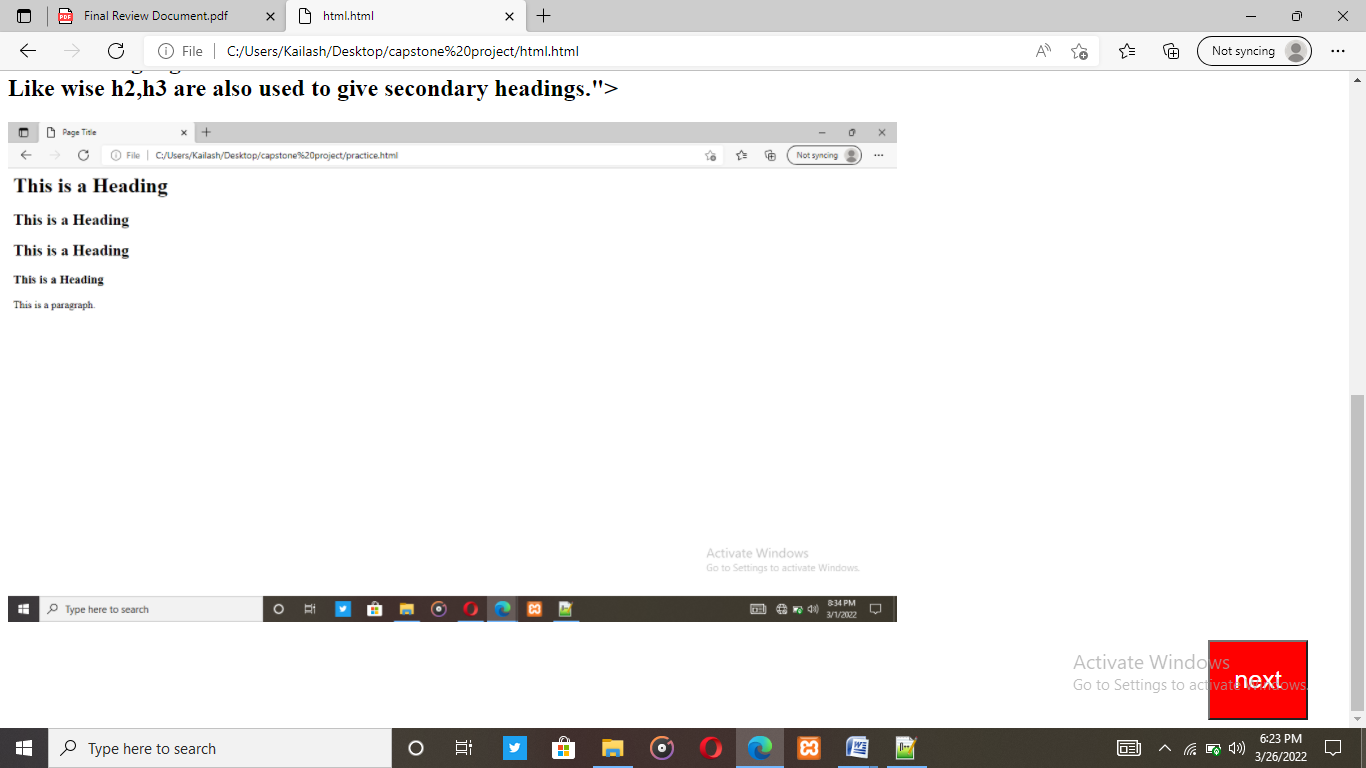 Final Review Document.pdf
html.html
File
C:/Users/Kailash/Desktop/capstone%20project/html.html
Not syncing
Like wise h2,h3 are also used to give secondary headings.">
Page Title
File
C:/Users/Kailash/Desktop/capstone%20project/practice.html
Not syncing
This is a Heading
This is a Heading
This is a Heading
This is a Heading
This is a paragraph.
Activate Windows
Go to Settings to activate Windows.
Type here to search
8:34 PM
3/1/2022
Activate Windows
Go to Settings to activate Windows.
next
Type here to search
6:23 PM
3/26/2022